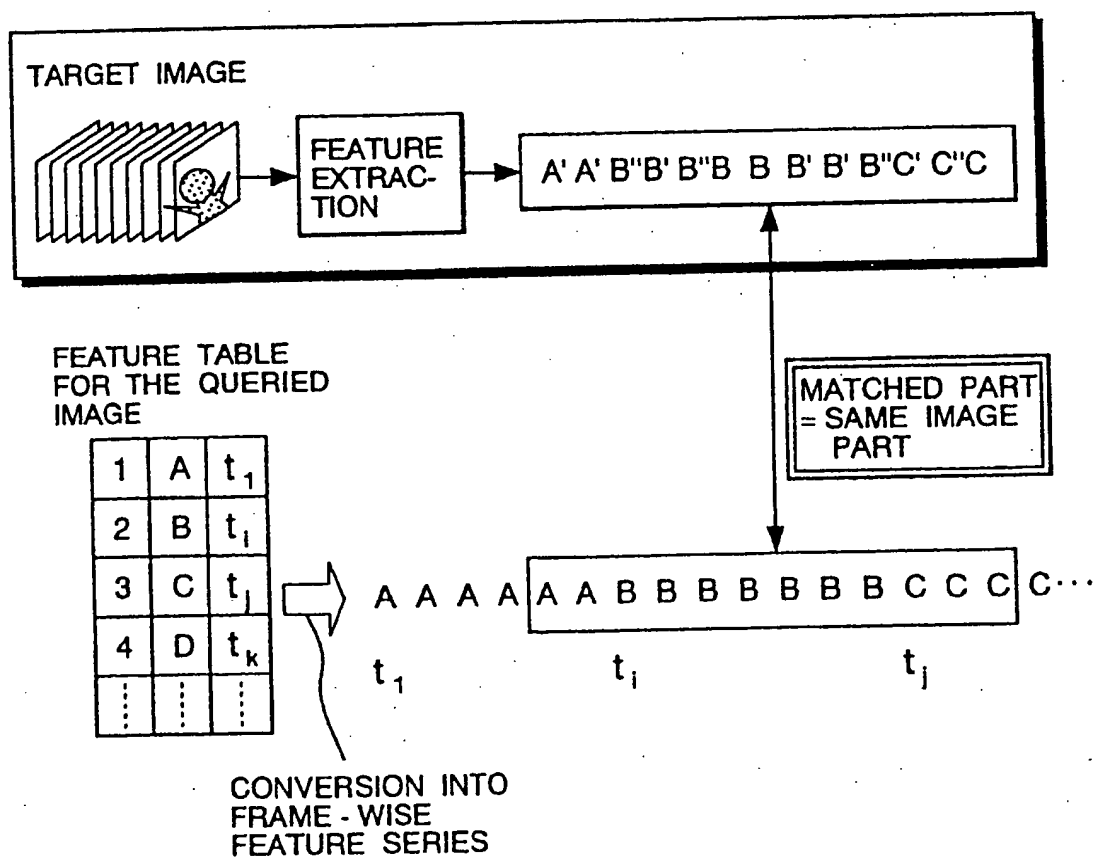 TARGET IMAGE
FEATURE
EXTRAC-
TION
A' A' B"B' B"B B B' B' B"C' C"C
FEATURE TABLE
FOR THE QUERIED
IMAGE
MATCHED PART
= SAME IMAGE
PART
1 A t1
2 B ti
3 C tj
4 D tk
A A A A A A B B B B B B B C C C C···
t1 ti tj
CONVERSION INTO
FRAME - WISE
FEATURE SERIES